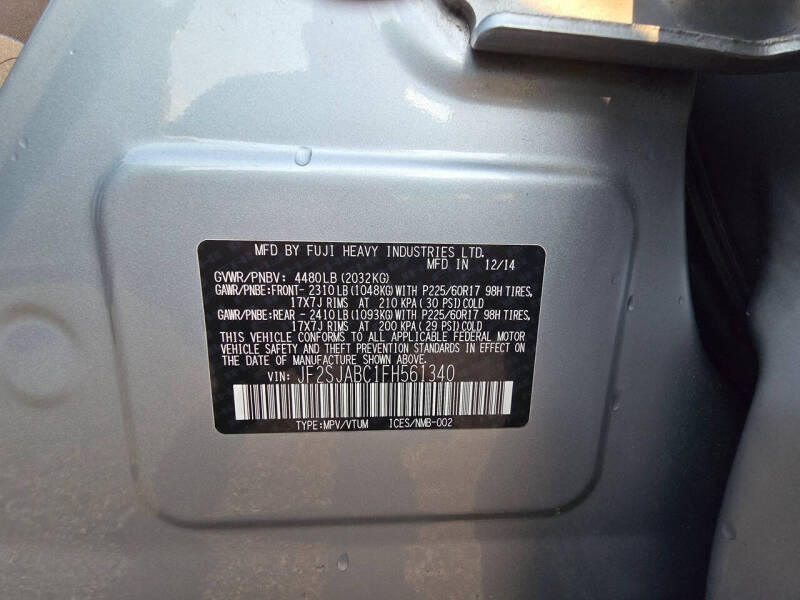 MFD BY FUJI HEAVY INDUSTRIES LTD.
MFD IN 12/14
GVWR/PNBV: 4480LB (2032KG)
GAWR/PNBE:FRONT- 2310 LB (1048KG) WITH P225/60R17 98H TIRES,
17X7J RIMS AT 210 KPA ( 30 PSI) COLD
GAWR/PNBE:REAR - 2410 LB (1093KG) WITH P225/60R17 98H TIRES,
17X7J RIMS AT 200 KPA ( 29 PSI) COLD
THIS VEHICLE CONFORMS TO ALL APPLICABLE FEDERAL MOTOR
VEHICLE SAFETY AND THEFT PREVENTION STANDARDS IN EFFECT ON
THE DATE OF MANUFACTURE SHOWN ABOVE.
VIN: JF2SJABC1FH561340
TYPE:MPV/VTUM ICES/NMB-002